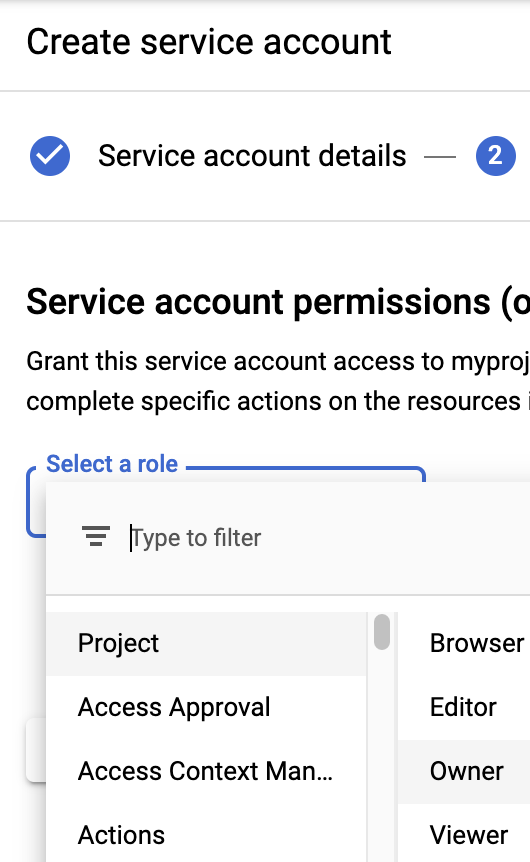 Create service account
Service account details — 2
Service account permissions (o
Grant this service account access to myproj
complete specific actions on the resources
Select a role
Type to filter
Project
Access Approval
Access Context Man...
Actions
Browser
Editor
Owner
Viewer